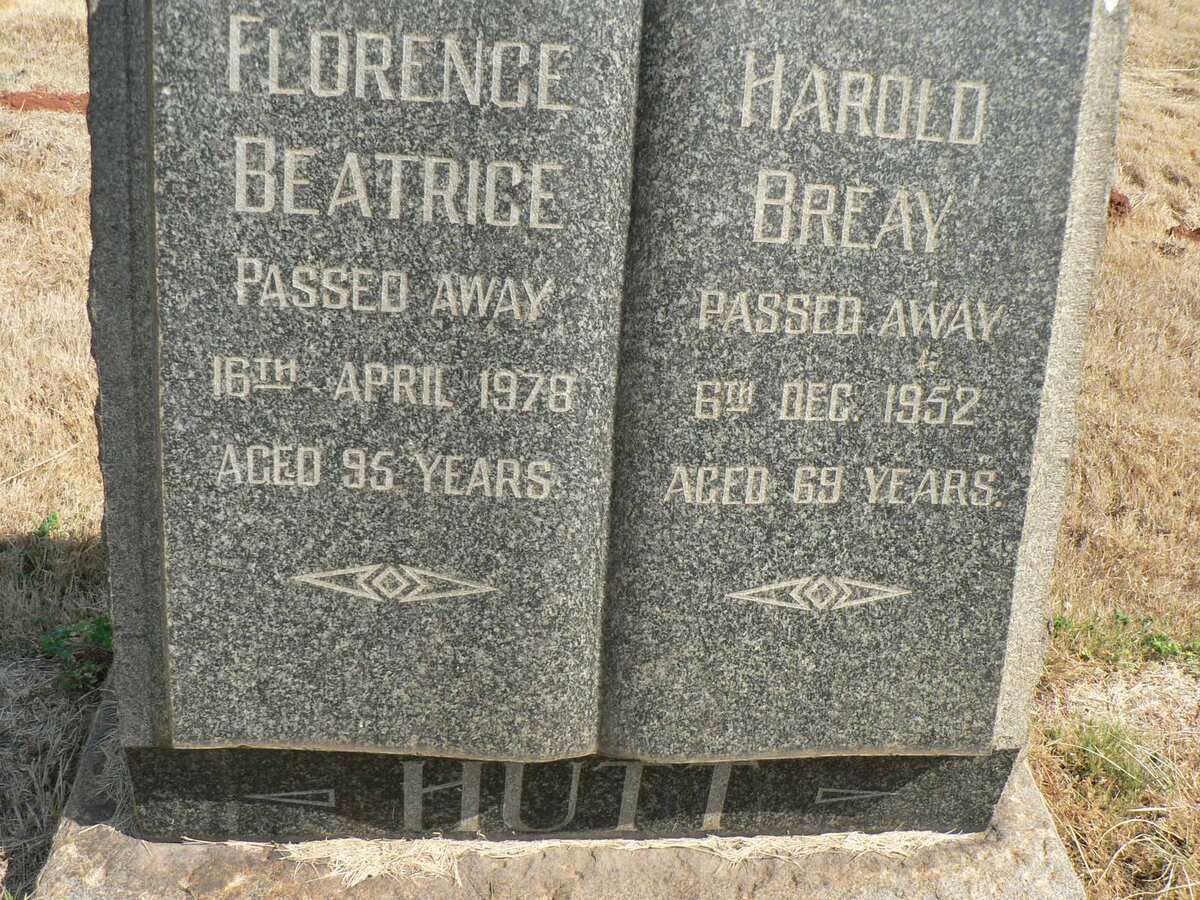 FLORENCE
BEATRICE
PASSED AWAY
16TH APRIL 1978
AGED 95 YEARS.
HAROLD
BREAY
PASSED AWAY
6TH DEC. 1952
AGED 69 YEARS.
HUTT